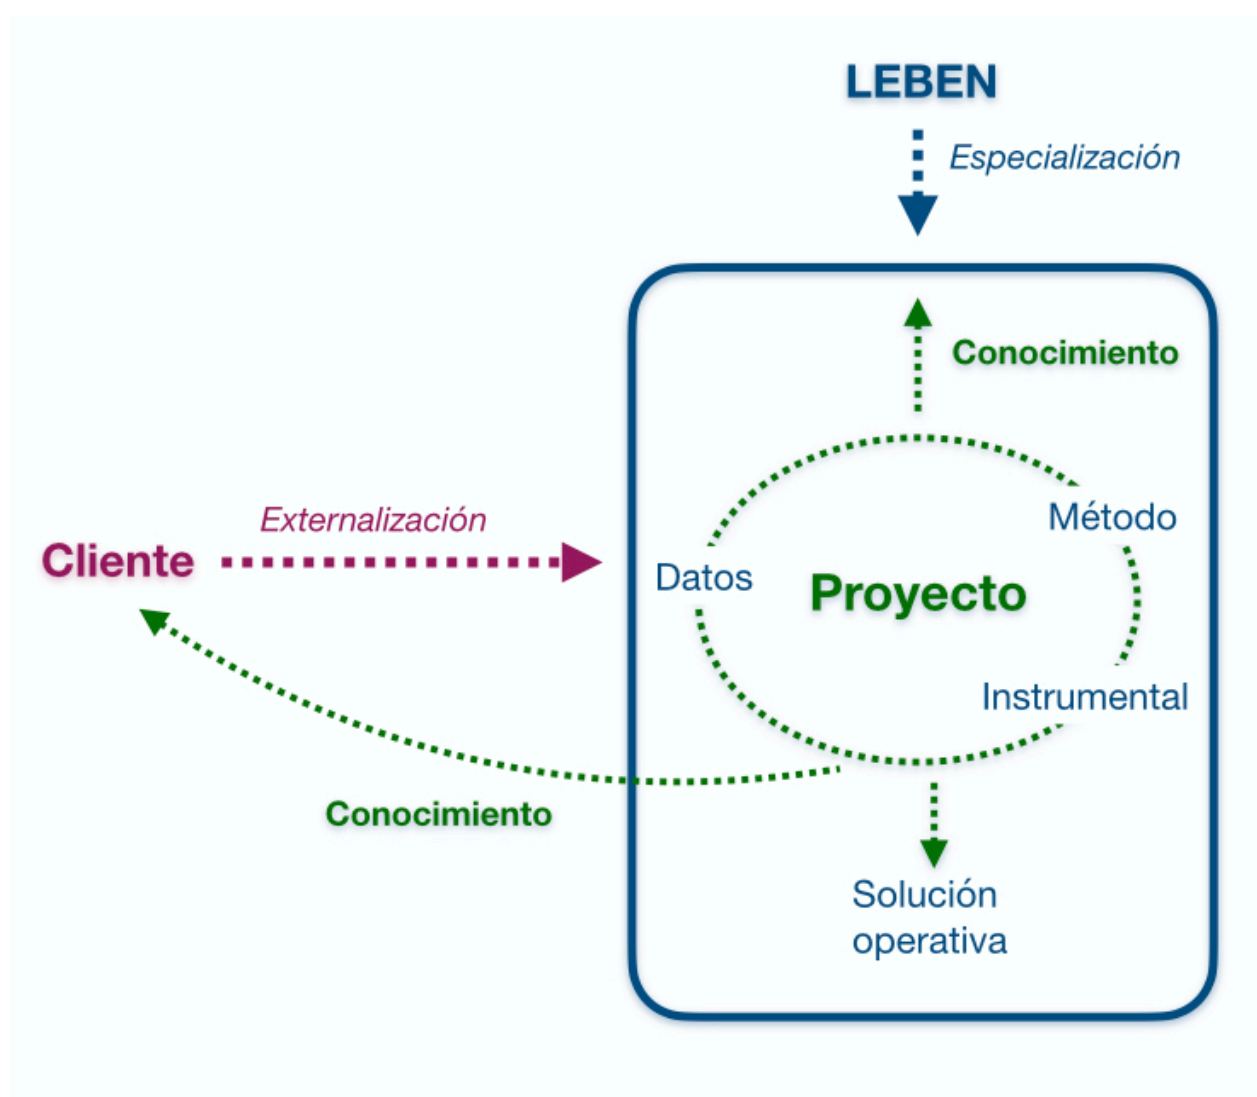 LEBEN
Especialización
Conocimiento
Externalización
Cliente
Método
Datos
Proyecto
Instrumental
Conocimiento
Solución
operativa